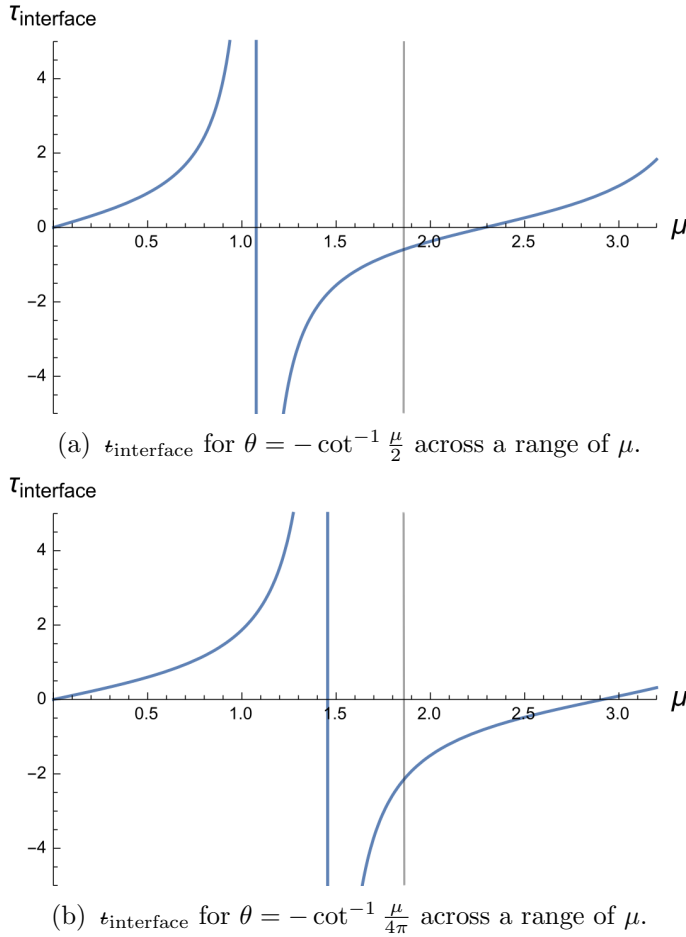 τinterface
4
2
0
-2
-4
0.5 1.0 1.5 2.0 2.5 3.0 μ
(a) 𝓉interface for θ = − cot⁻¹ μ/2 across a range of μ.
τinterface
4
2
0
-2
-4
0.5 1.0 1.5 2.0 2.5 3.0 μ
(b) 𝓉interface for θ = − cot⁻¹ μ/4π across a range of μ.